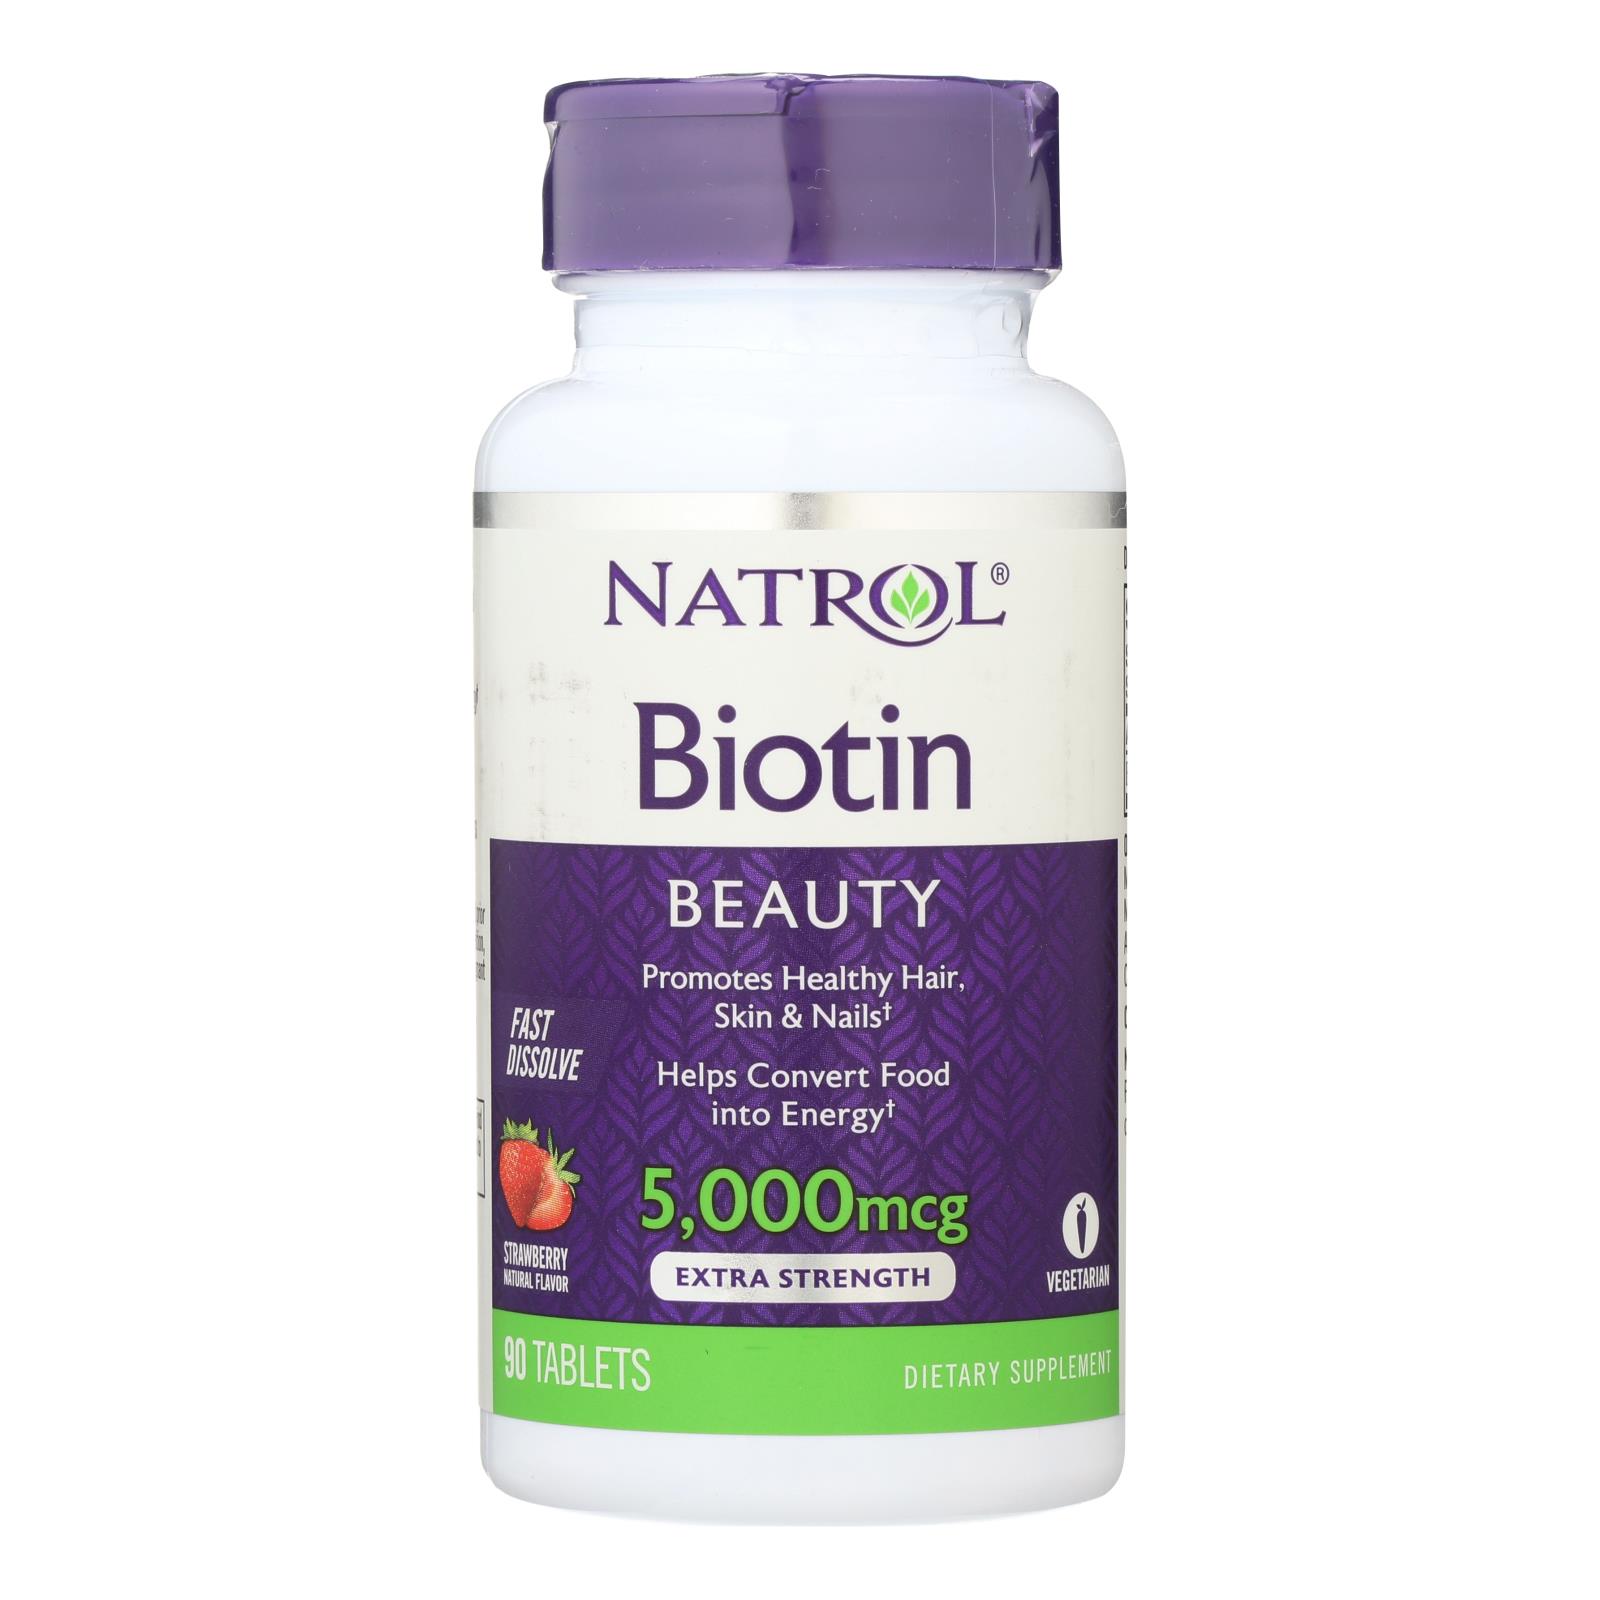 NATROL®
Biotin
BEAUTY
Promotes Healthy Hair,
Skin & Nails†
Helps Convert Food
into Energy†
FAST
DISSOLVE
5,000mcg
EXTRA STRENGTH
STRAWBERRY
NATURAL FLAVOR
VEGETARIAN
90 TABLETS
DIETARY SUPPLEMENT